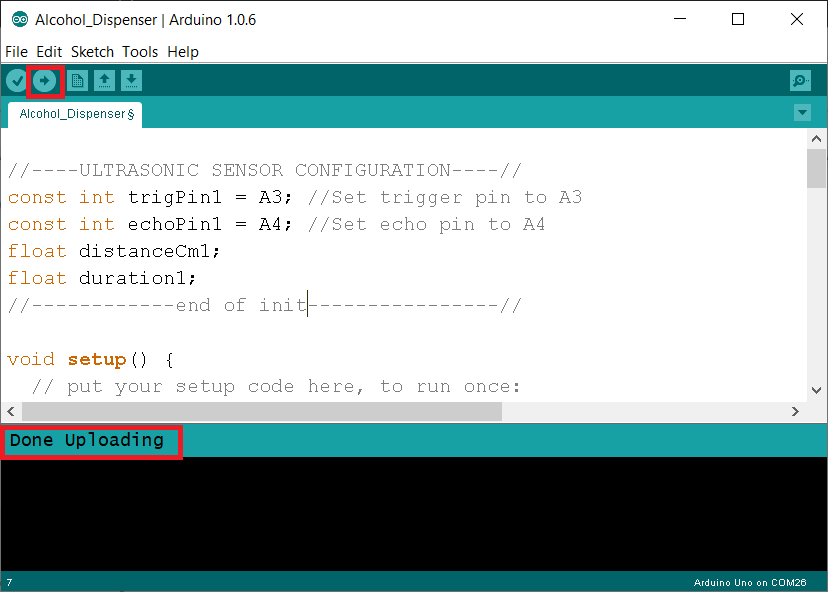 Alcohol_Dispenser | Arduino 1.0.6
File Edit Sketch Tools Help
Alcohol_Dispenser §
//----ULTRASONIC SENSOR CONFIGURATION----//
const int trigPin1 = A3; //Set trigger pin to A3
const int echoPin1 = A4; //Set echo pin to A4
float distanceCm1;
float duration1;
//------------end of init----------------//
void setup() {
// put your setup code here, to run once:
Done Uploading
7
Arduino Uno on COM26